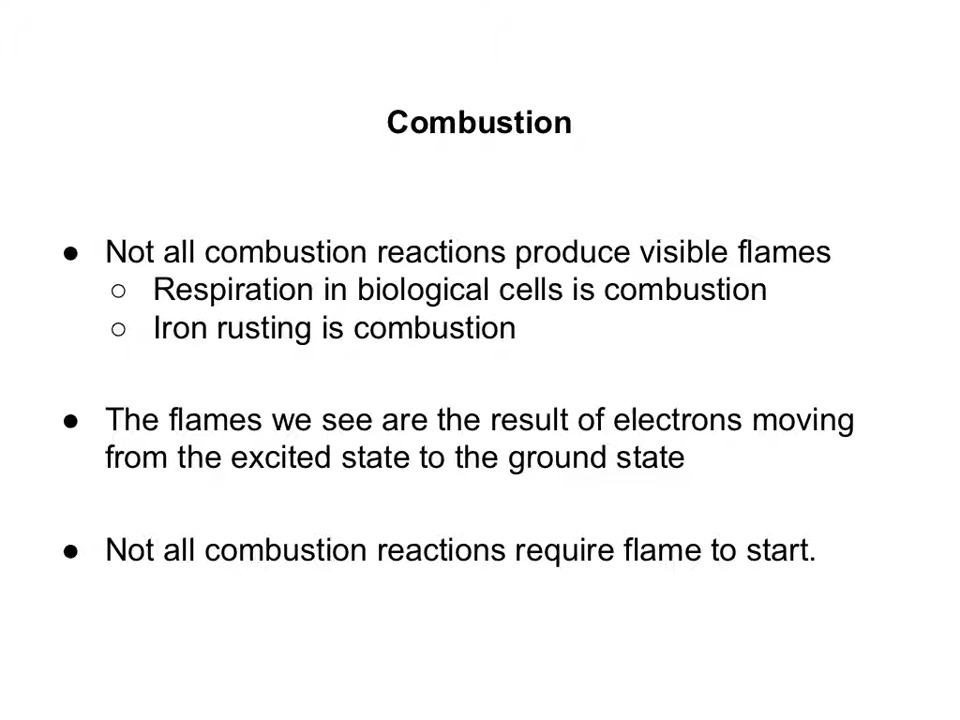 Combustion
● Not all combustion reactions produce visible flames
○ Respiration in biological cells is combustion
○ Iron rusting is combustion
● The flames we see are the result of electrons moving
from the excited state to the ground state
● Not all combustion reactions require flame to start.